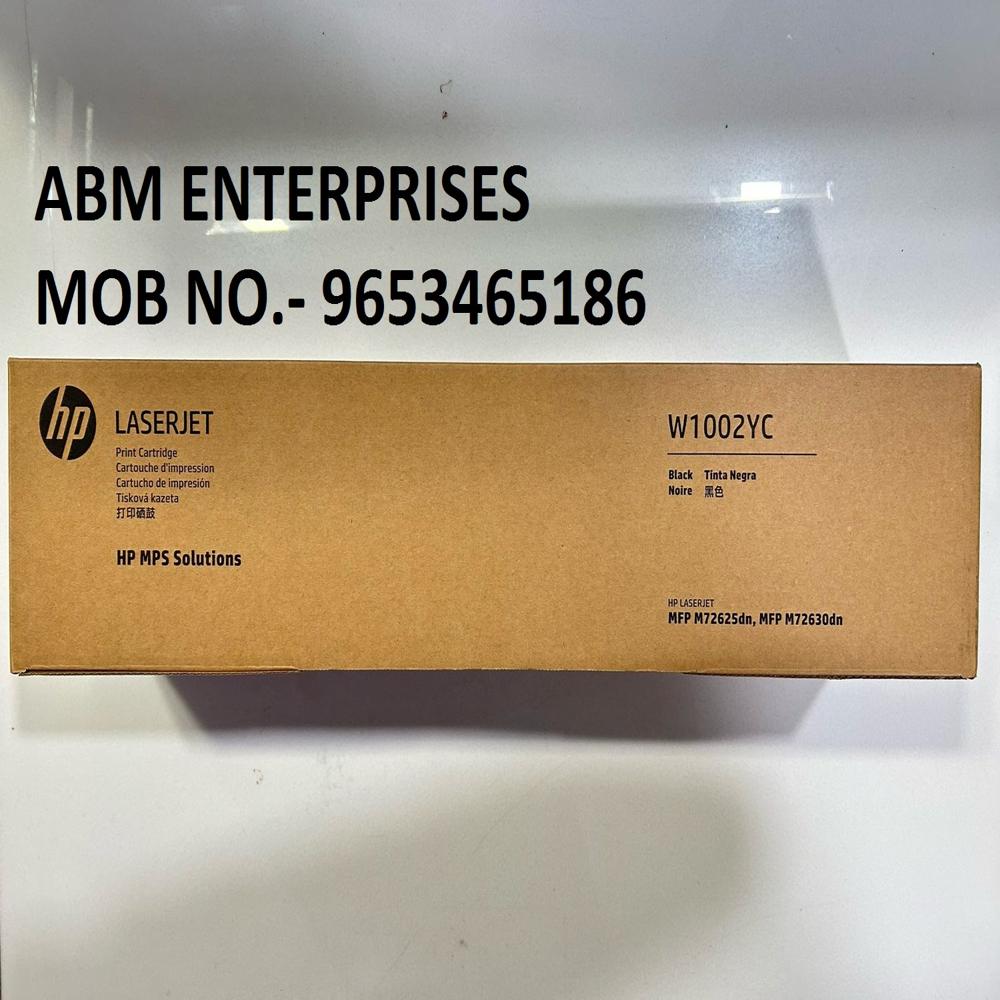 ABM ENTERPRISES
MOB NO.- 9653465186
hp
LASERJET
Print Cartridge
Cartouche d'impression
Cartucho de impresión
Tisková kazeta
打印硒鼓
HP MPS Solutions
W1002YC
Black Tinta Negra
Noire 黑色
HP LASERJET
MFP M72625dn, MFP M72630dn